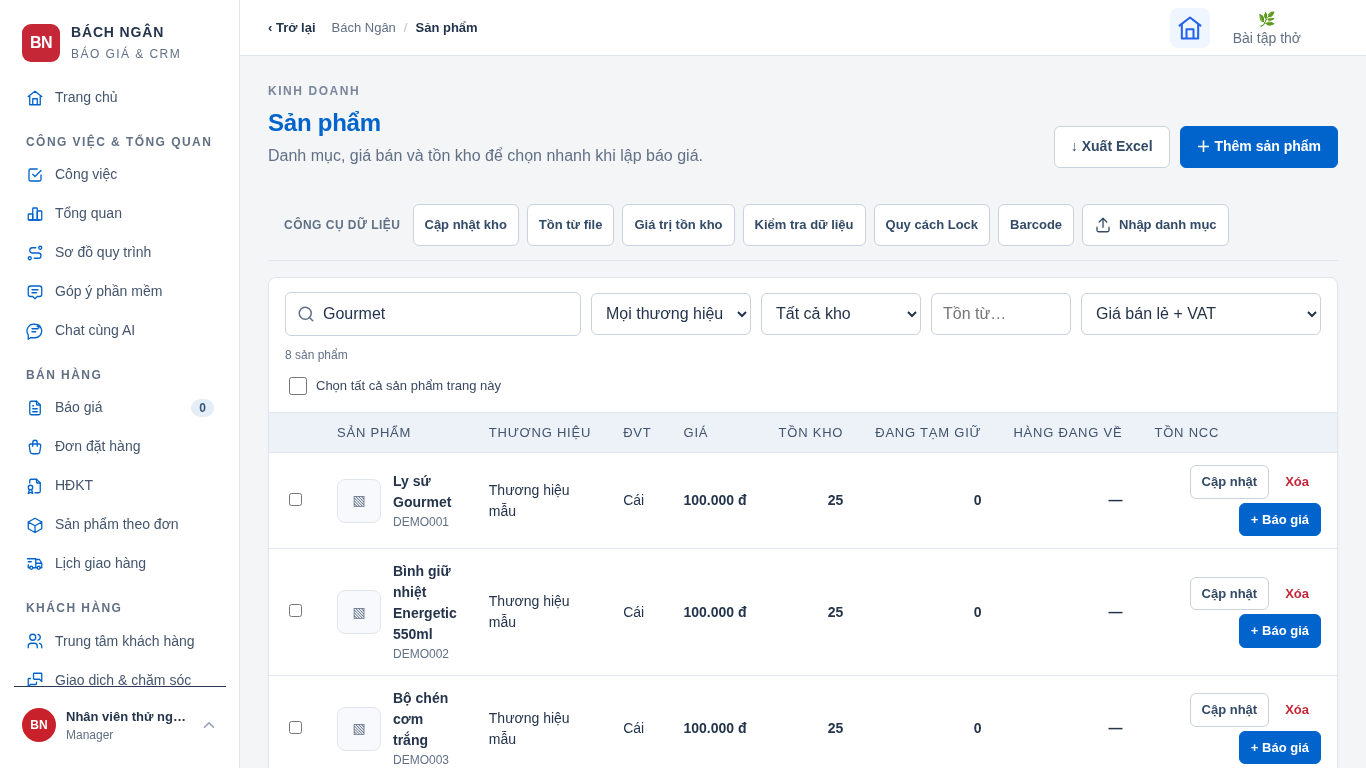 BN
BÁCH NGÂN
BÁO GIÁ & CRM
Trang chủ
CÔNG VIỆC & TỔNG QUAN
Công việc
Tổng quan
Sơ đồ quy trình
Góp ý phần mềm
Chat cùng AI
BÁN HÀNG
Báo giá 0
Đơn đặt hàng
HĐKT
Sản phẩm theo đơn
Lịch giao hàng
KHÁCH HÀNG
Trung tâm khách hàng
Giao dịch & chăm sóc
BN
Nhân viên thử ng…
Manager
‹ Trở lại Bách Ngân / Sản phẩm
Bài tập thở
KINH DOANH
Sản phẩm
Danh mục, giá bán và tồn kho để chọn nhanh khi lập báo giá.
↓ Xuất Excel
+ Thêm sản phẩm
CÔNG CỤ DỮ LIỆU Cập nhật kho Tồn từ file Giá trị tồn kho Kiểm tra dữ liệu Quy cách Lock Barcode Nhập danh mục
Gourmet Mọi thương hiệu Tất cả kho Tồn từ… Giá bán lẻ + VAT
8 sản phẩm
Chọn tất cả sản phẩm trang này
SẢN PHẨM THƯƠNG HIỆU ĐVT GIÁ TỒN KHO ĐANG TẠM GIỮ HÀNG ĐANG VỀ TỒN NCC
Ly sứ
Gourmet
DEMO001
Thương hiệu
mẫu
Cái 100.000 đ 25 0 —
Cập nhật Xóa
+ Báo giá
Bình giữ
nhiệt
Energetic
550ml
DEMO002
Thương hiệu
mẫu
Cái 100.000 đ 25 0 —
Cập nhật Xóa
+ Báo giá
Bộ chén
cơm
trắng
DEMO003
Thương hiệu
mẫu
Cái 100.000 đ 25 0 —
Cập nhật Xóa
+ Báo giá